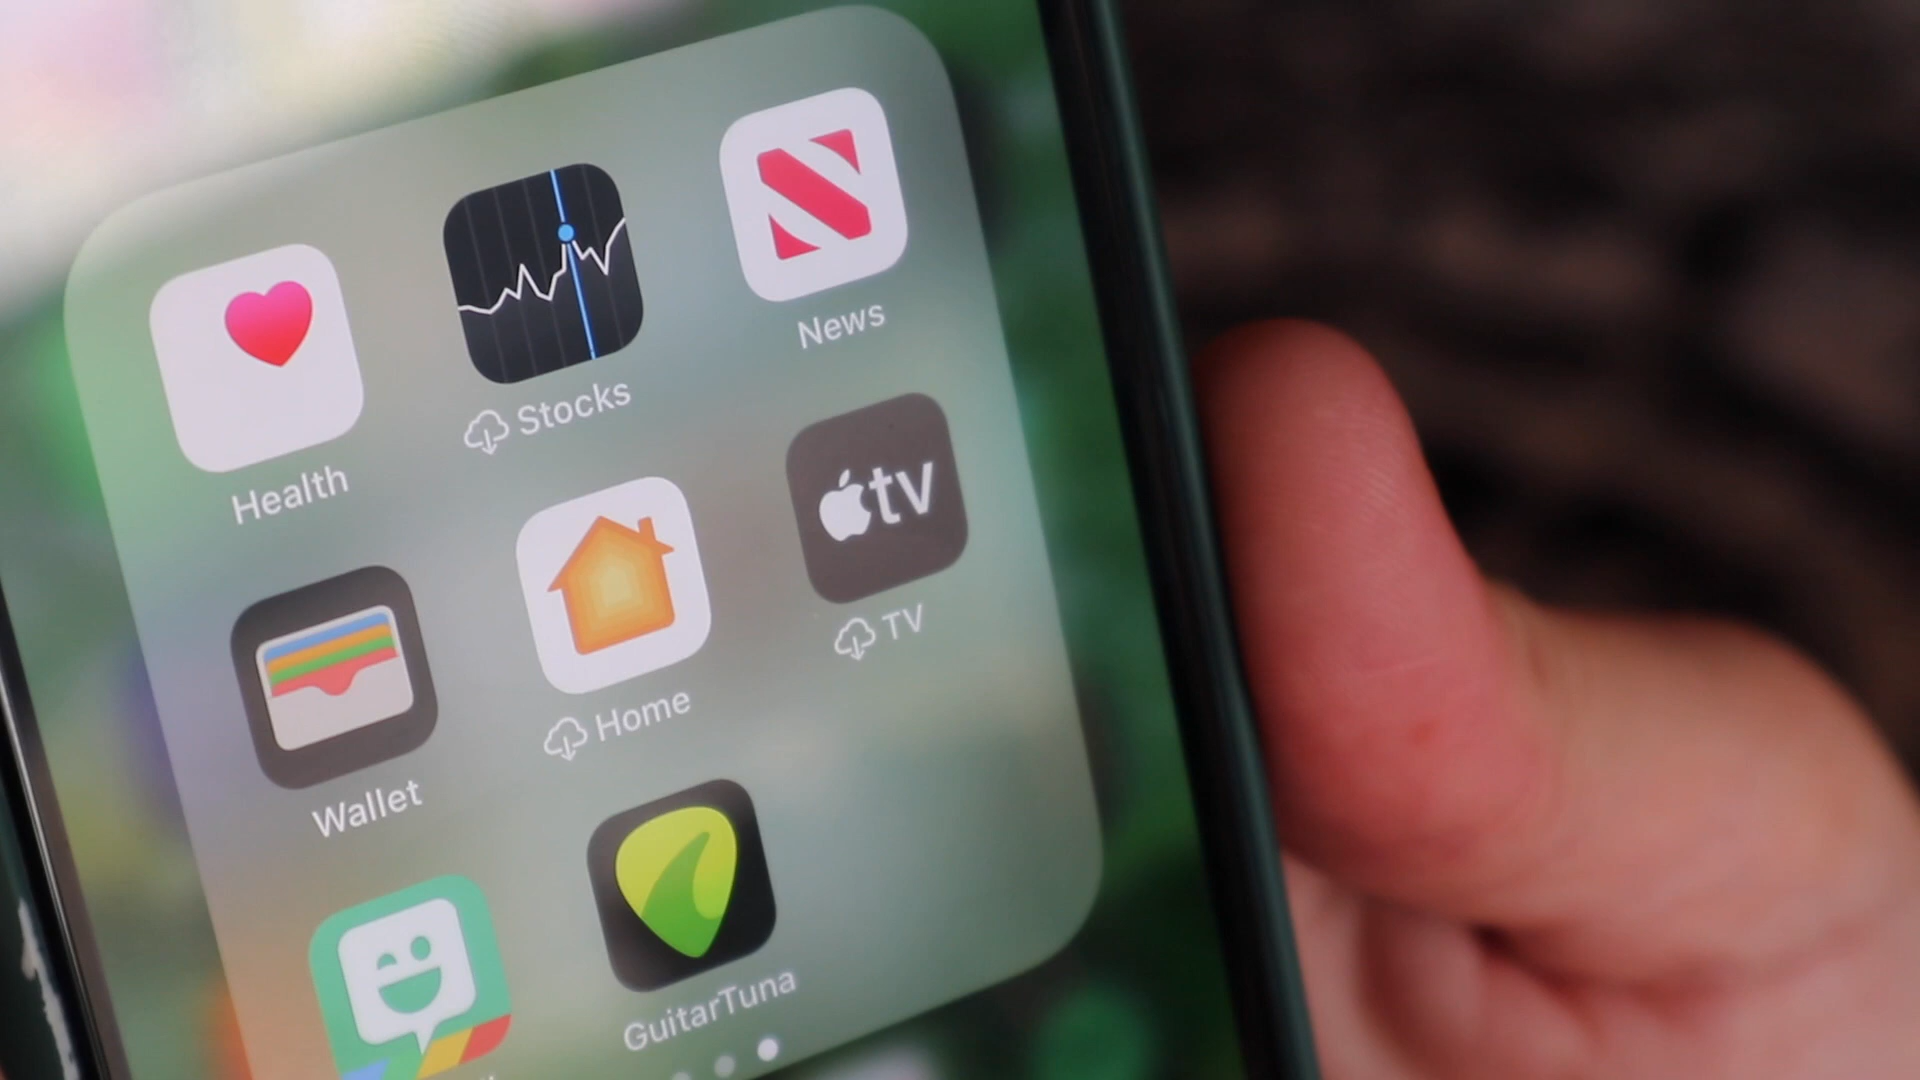 Health
Stocks
News
Wallet
Home
tv
TV
GuitarTuna